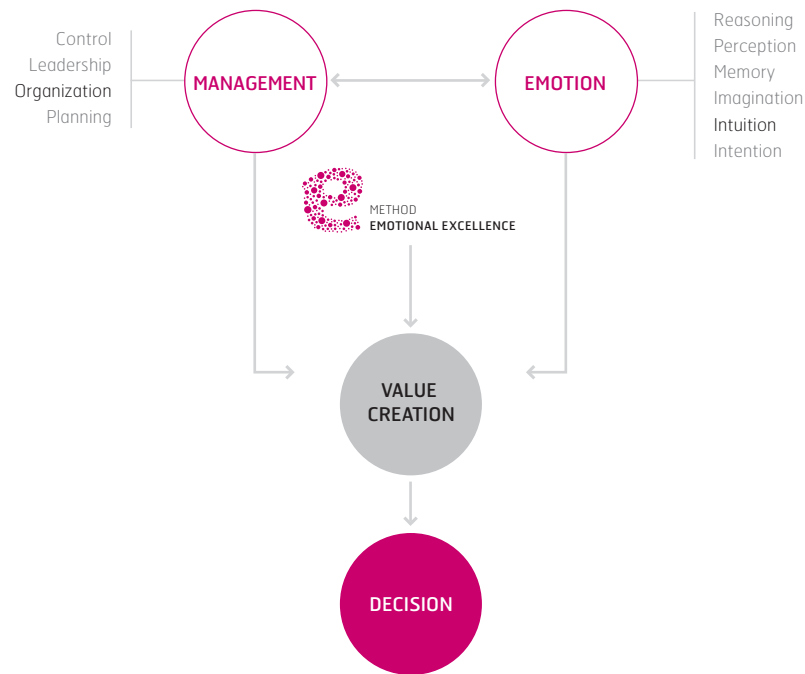 Control
Leadership
Organization
Planning
MANAGEMENT
EMOTION
Reasoning
Perception
Memory
Imagination
Intuition
Intention
e
METHOD
EMOTIONAL EXCELLENCE
VALUE
CREATION
DECISION